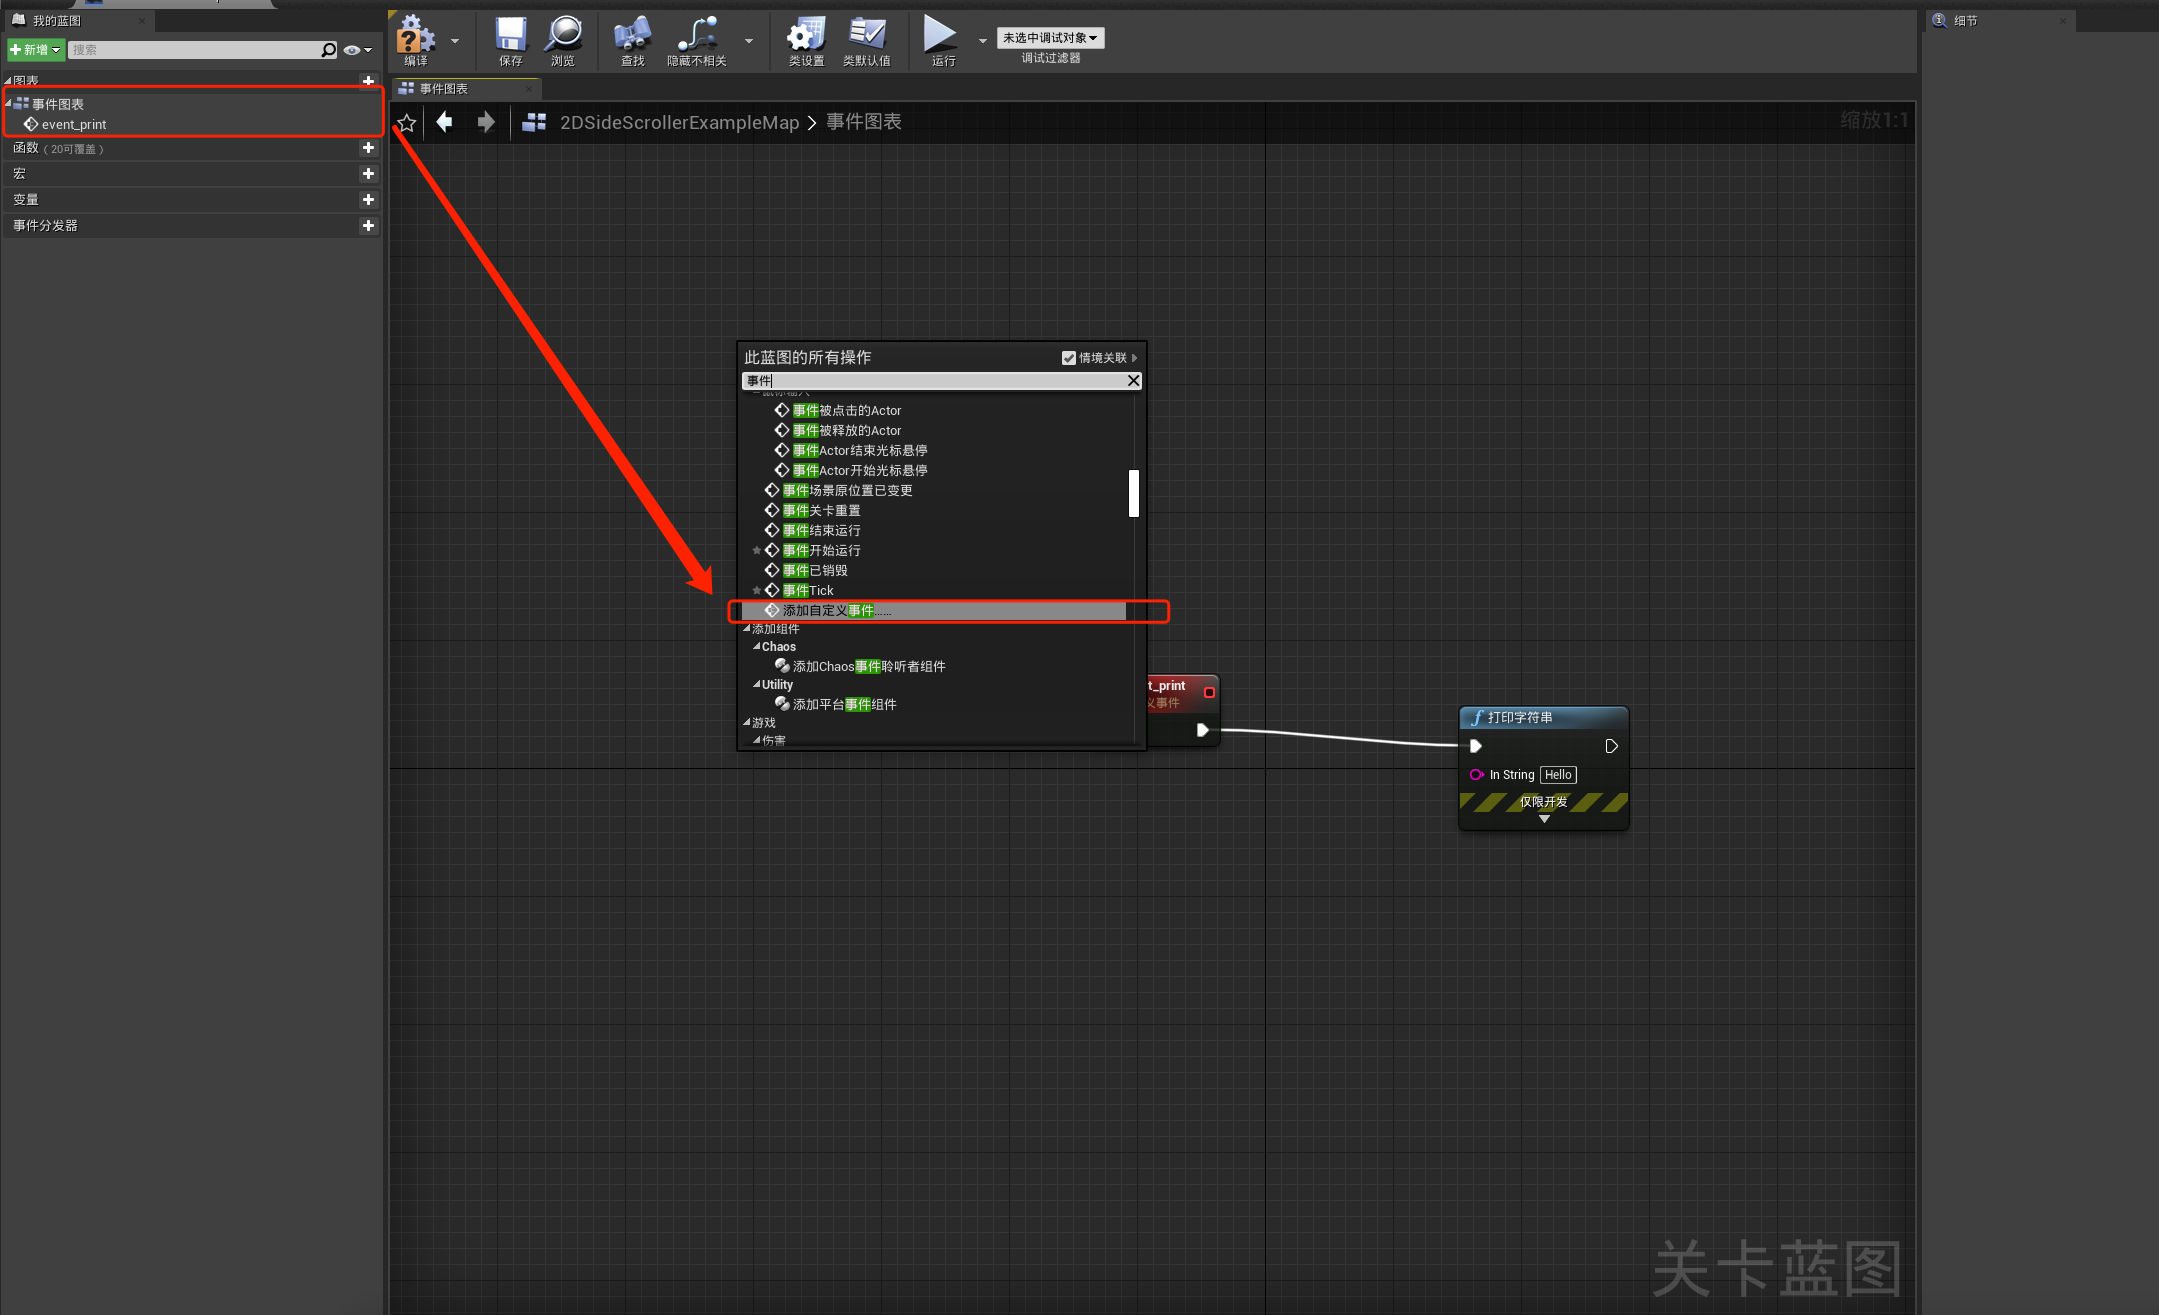 我的蓝图
新增
搜索
图表
事件图表
event_print
函数（20可覆盖）
宏
变量
事件分发器
编译
保存
浏览
查找
隐藏不相关
类设置
类默认值
运行
未选中调试对象
调试过滤器
细节
事件图表
2DSideScrollerExampleMap > 事件图表
缩放1:1
此蓝图的所有操作
情境关联
事件
鼠标输入
事件被点击的Actor
事件被释放的Actor
事件Actor结束光标悬停
事件Actor开始光标悬停
事件场景原位置已变更
事件关卡重置
事件结束运行
事件开始运行
事件已销毁
事件Tick
添加自定义事件......
添加组件
Chaos
添加Chaos事件聆听者组件
Utility
添加平台事件组件
游戏
伤害
t_print
义事件
f 打印字符串
In String Hello
仅限开发
关卡蓝图